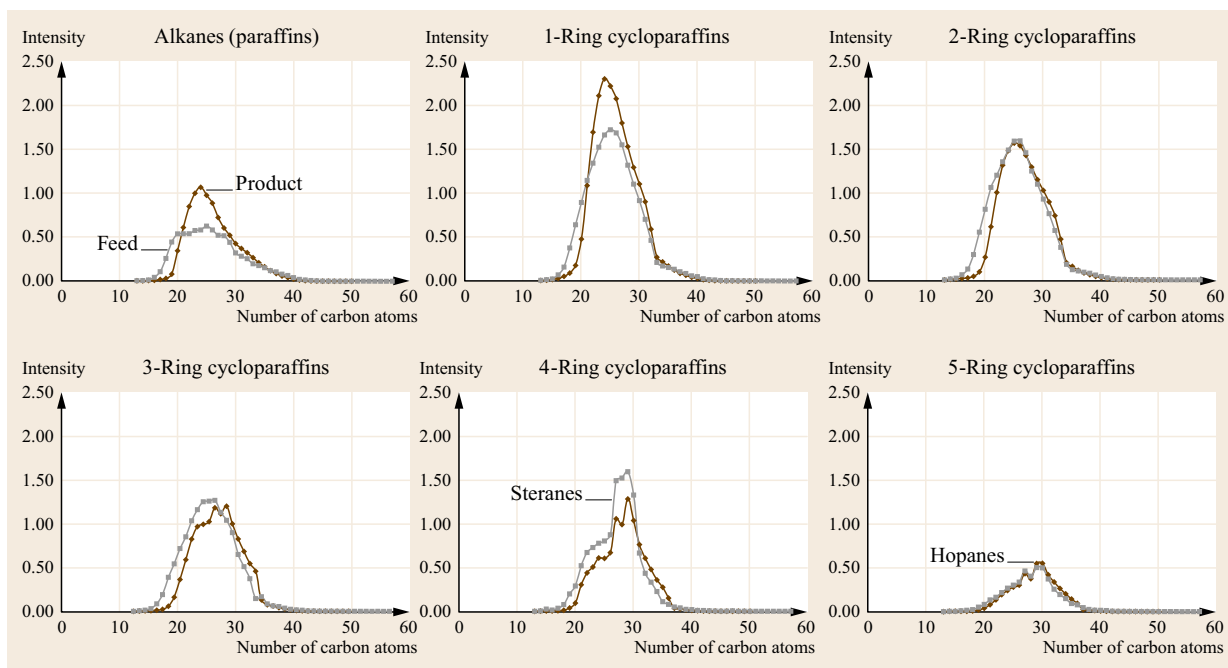 Intensity
Alkanes (paraffins)
2.50
2.00
1.50
1.00
0.50
0.00
Product
Feed
0 10 20 30 40 50 60
Number of carbon atoms
Intensity
1-Ring cycloparaffins
2.50
2.00
1.50
1.00
0.50
0.00
0 10 20 30 40 50 60
Number of carbon atoms
Intensity
2-Ring cycloparaffins
2.50
2.00
1.50
1.00
0.50
0.00
0 10 20 30 40 50 60
Number of carbon atoms
Intensity
3-Ring cycloparaffins
2.50
2.00
1.50
1.00
0.50
0.00
0 10 20 30 40 50 60
Number of carbon atoms
Intensity
4-Ring cycloparaffins
2.50
2.00
1.50
1.00
0.50
0.00
Steranes
0 10 20 30 40 50 60
Number of carbon atoms
Intensity
5-Ring cycloparaffins
2.50
2.00
1.50
1.00
0.50
0.00
Hopanes
0 10 20 30 40 50 60
Number of carbon atoms